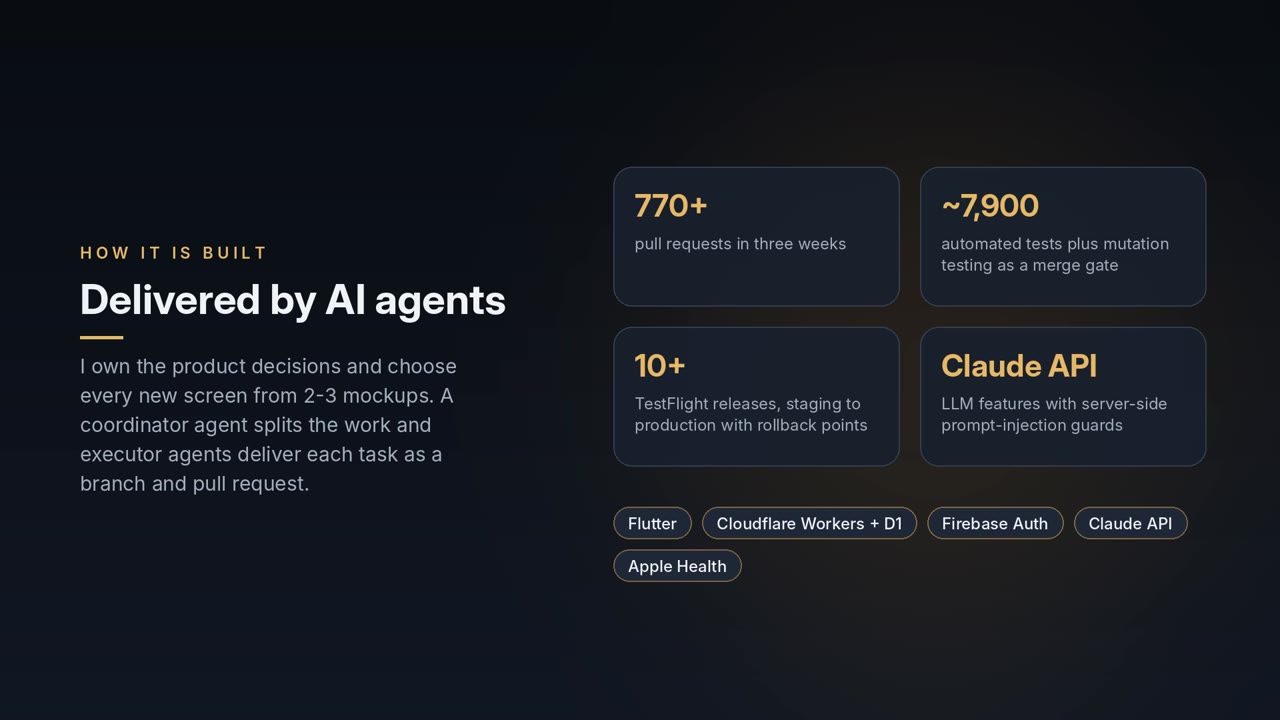 HOW IT IS BUILT
Delivered by AI agents
I own the product decisions and choose
every new screen from 2-3 mockups. A
coordinator agent splits the work and
executor agents deliver each task as a
branch and pull request.
770+
pull requests in three weeks
~7,900
automated tests plus mutation
testing as a merge gate
10+
TestFlight releases, staging to
production with rollback points
Claude API
LLM features with server-side
prompt-injection guards
Flutter
Cloudflare Workers + D1
Firebase Auth
Claude API
Apple Health